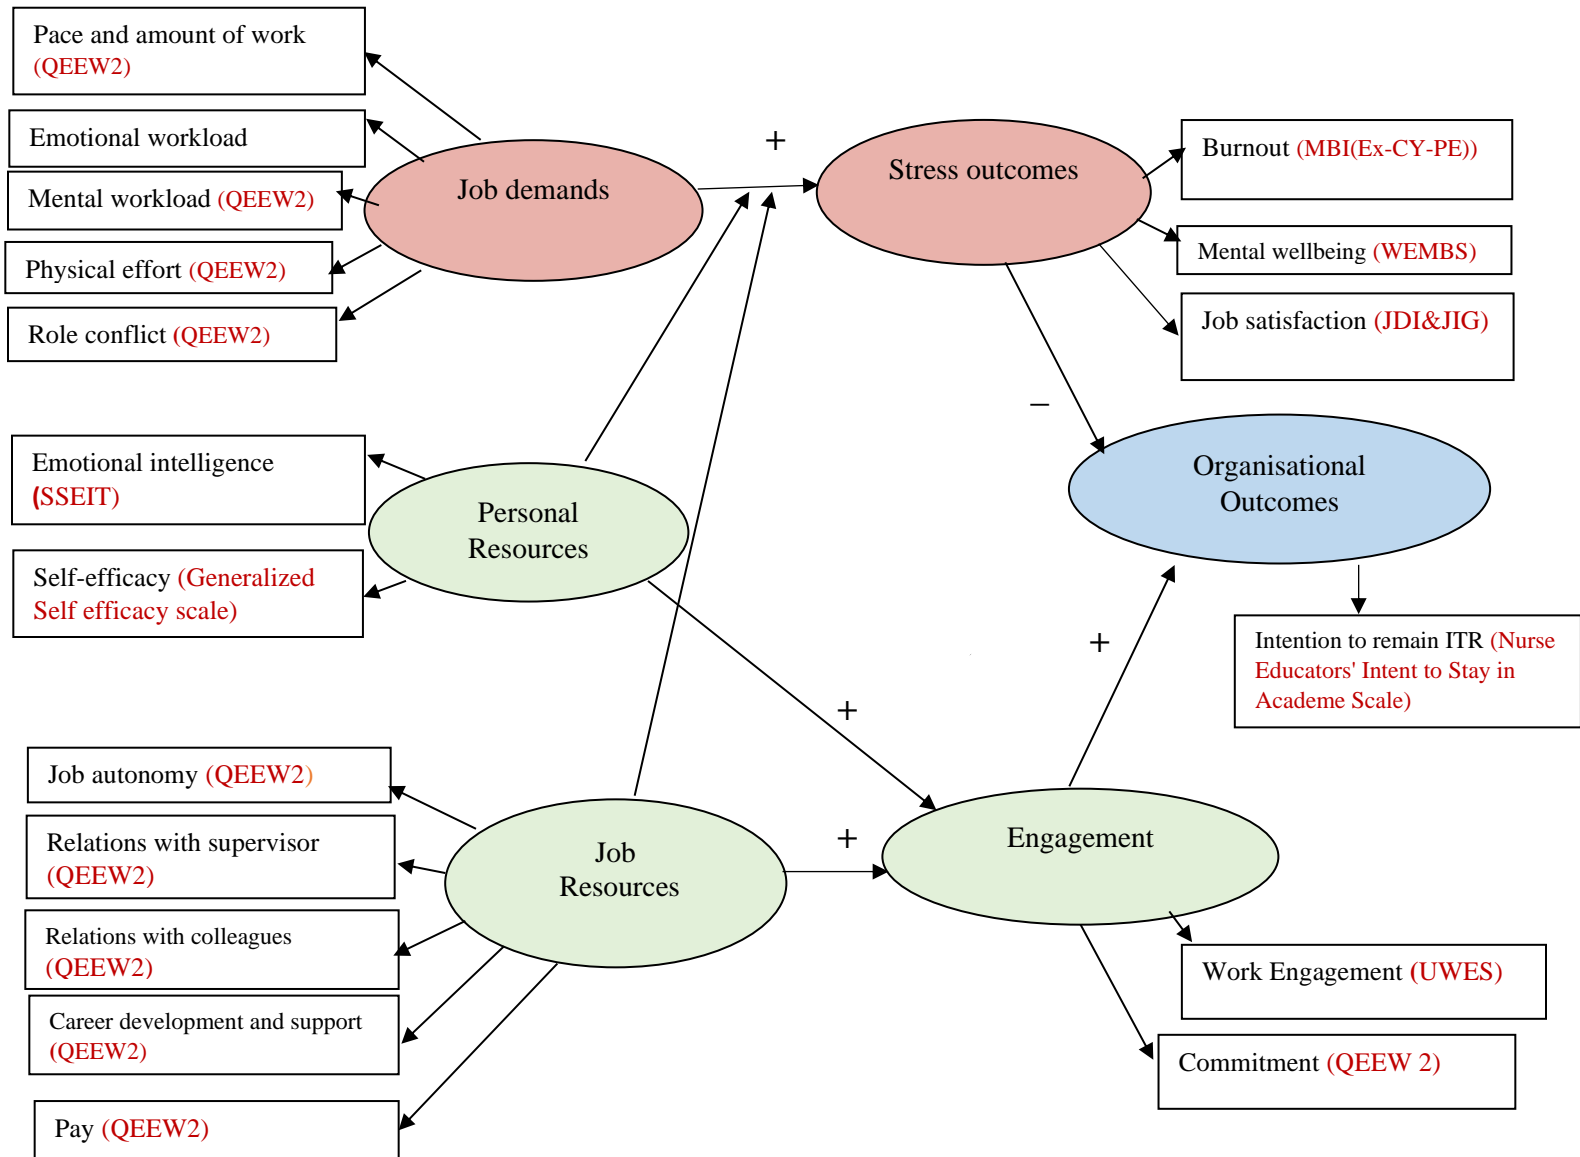 Pace and amount of work
(QEEW2)
Emotional workload
Mental workload (QEEW2)
Physical effort (QEEW2)
Role conflict (QEEW2)
Job demands
+
Stress outcomes
Burnout (MBI(Ex-CY-PE))
Mental wellbeing (WEMBS)
Job satisfaction (JDI&JIG)
–
Emotional intelligence
(SSEIT)
Self-efficacy (Generalized
Self efficacy scale)
Personal
Resources
Organisational
Outcomes
Intention to remain ITR (Nurse
Educators' Intent to Stay in
Academe Scale)
+
+
Job autonomy (QEEW2)
Relations with supervisor
(QEEW2)
Relations with colleagues
(QEEW2)
Career development and support
(QEEW2)
Pay (QEEW2)
Job
Resources
+
Engagement
Work Engagement (UWES)
Commitment (QEEW 2)